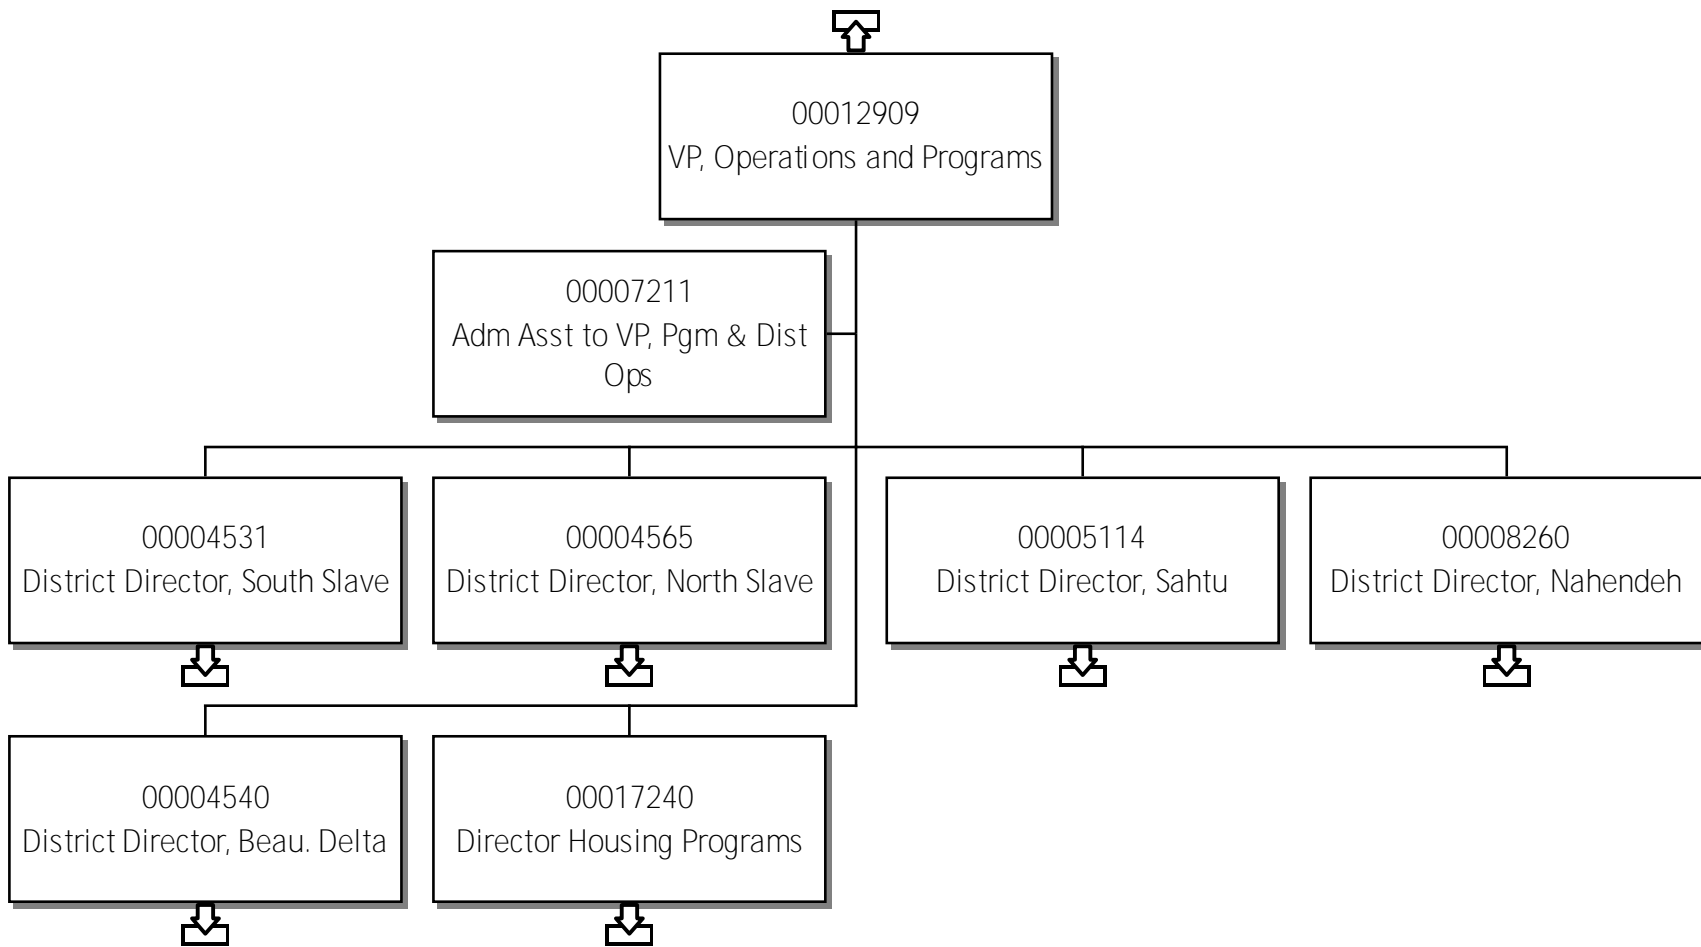 00012909
VP, Operations and Programs
00007211
Adm Asst to VP, Pgm & Dist
Ops
00004531
District Director, South Slave
00004565
District Director, North Slave
00005114
District Director, Sahtu
00008260
District Director, Nahendeh
00004540
District Director, Beau. Delta
00017240
Director Housing Programs